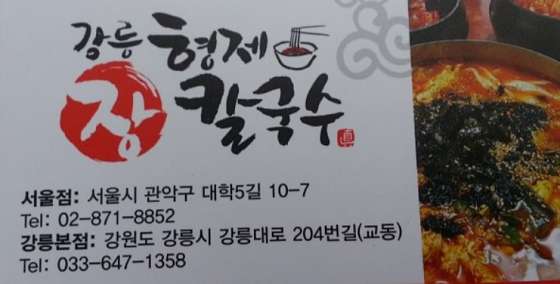 강릉 형제
장 칼국수
서울점: 서울시 관악구 대학5길 10-7
Tel: 02-871-8852
강릉본점: 강원도 강릉시 강릉대로 204번길(교동)
Tel: 033-647-1358